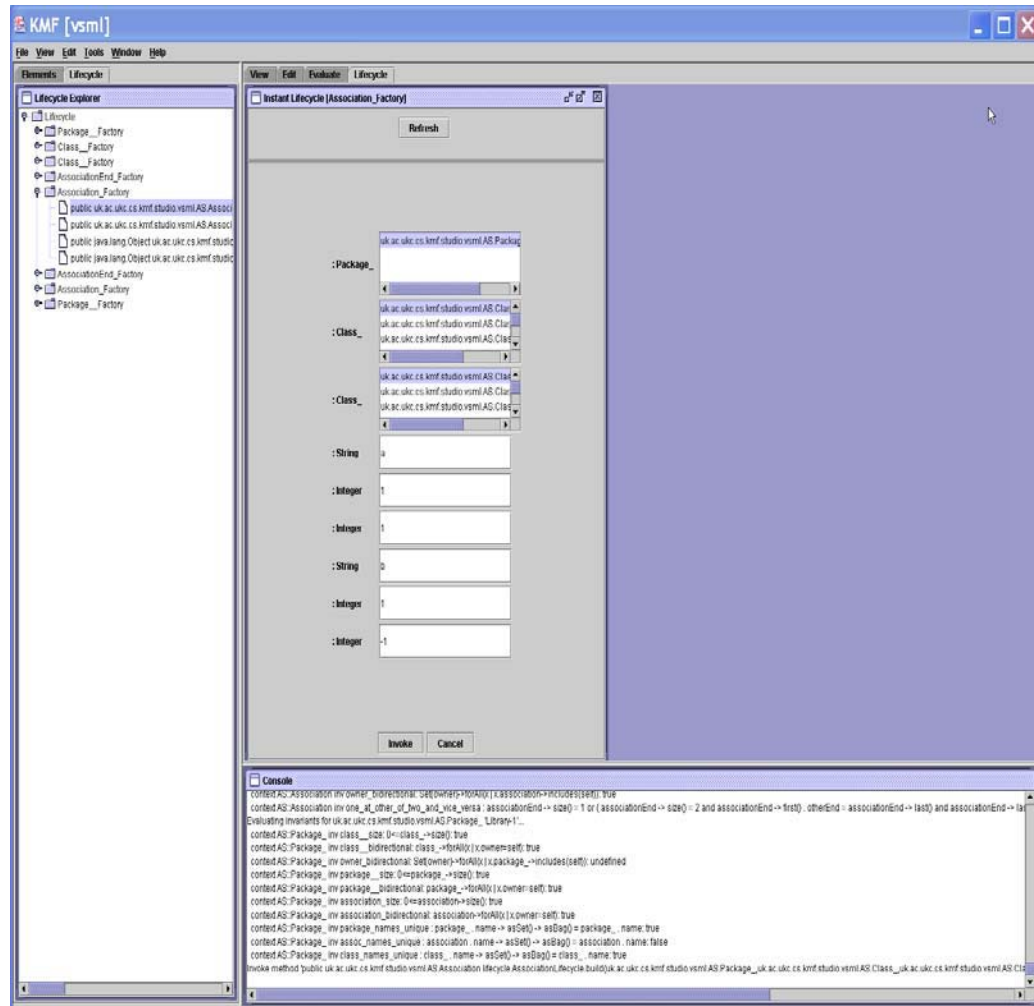 KMF [vsml]
File View Edit Tools Window Help
Elements Lifecycle
Lifecycle Explorer
Lifecycle
Package__Factory
Class__Factory
Class__Factory
AssociationEnd_Factory
Association_Factory
public uk.ac.ukc.cs.kmf.studio.vsml.AS.Associ
public uk.ac.ukc.cs.kmf.studio.vsml.AS.Associ
public java.lang.Object uk.ac.ukc.cs.kmf.studio
public java.lang.Object uk.ac.ukc.cs.kmf.studic
AssociationEnd_Factory
Association_Factory
Package__Factory
View Edit Evaluate Lifecycle
Instant Lifecycle [Association_Factory]
Refresh
:Package_
uk.ac.ukc.cs.kmf.studio.vsml.AS.Packag
:Class_
uk.ac.ukc.cs.kmf.studio.vsml.AS.Clas
uk.ac.ukc.cs.kmf.studio.vsml.AS.Clas
uk.ac.ukc.cs.kmf.studio.vsml.AS.Clas
:Class_
uk.ac.ukc.cs.kmf.studio.vsml.AS.Clas
uk.ac.ukc.cs.kmf.studio.vsml.AS.Clas
uk.ac.ukc.cs.kmf.studio.vsml.AS.Clas
:String a
:Integer 1
:Integer 1
:String
:Integer 1
:Integer -1
Invoke Cancel
Console
context AS::Association inv owner_bidirectional: Set{owner}->forAll(x | x.association->includes(self)): true
context AS::Association inv one_at_other_of_two_and_vice_versa : associationEnd -> size() = 1 or ( associationEnd -> size() = 2 and associationEnd -> first() . otherEnd = associationEnd -> last() and associationEnd -> las
Evaluating invariants for uk.ac.ukc.cs.kmf.studio.vsml.AS.Package_ 'Library-1'...
context AS::Package_ inv class__size: 0<=class_->size(): true
context AS::Package_ inv class__bidirectional: class_->forAll(x | x.owner=self): true
context AS::Package_ inv owner_bidirectional: Set{owner}->forAll(x | x.package_->includes(self)): undefined
context AS::Package_ inv package__size: 0<=package_->size(): true
context AS::Package_ inv package__bidirectional: package_->forAll(x | x.owner=self): true
context AS::Package_ inv association_size: 0<=association->size(): true
context AS::Package_ inv association_bidirectional: association->forAll(x | x.owner=self): true
context AS::Package_ inv package_names_unique : package_ . name -> asSet() -> asBag() = package_ . name: true
context AS::Package_ inv assoc_names_unique : association . name -> asSet() -> asBag() = association . name: false
context AS::Package_ inv class_names_unique : class_ . name -> asSet() -> asBag() = class_ . name: true
Invoke method 'public uk.ac.ukc.cs.kmf.studio.vsml.AS.Association lifecycle.Association_Lifecycle.build(uk.ac.ukc.cs.kmf.studio.vsml.AS.Package_,uk.ac.ukc.cs.kmf.studio.vsml.AS.Class_,uk.ac.ukc.cs.kmf.studio.vsml.AS.Cla